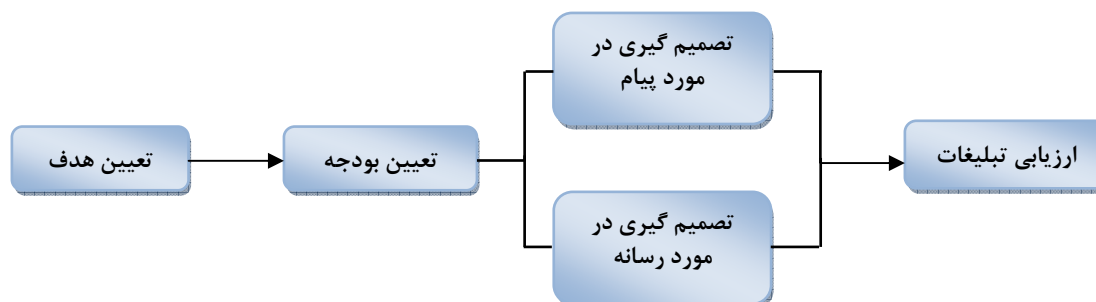 تعیین هدف
تعیین بودجه
تصمیم گیری در
مورد پیام
تصمیم گیری در
مورد رسانه
ارزیابی تبلیغات